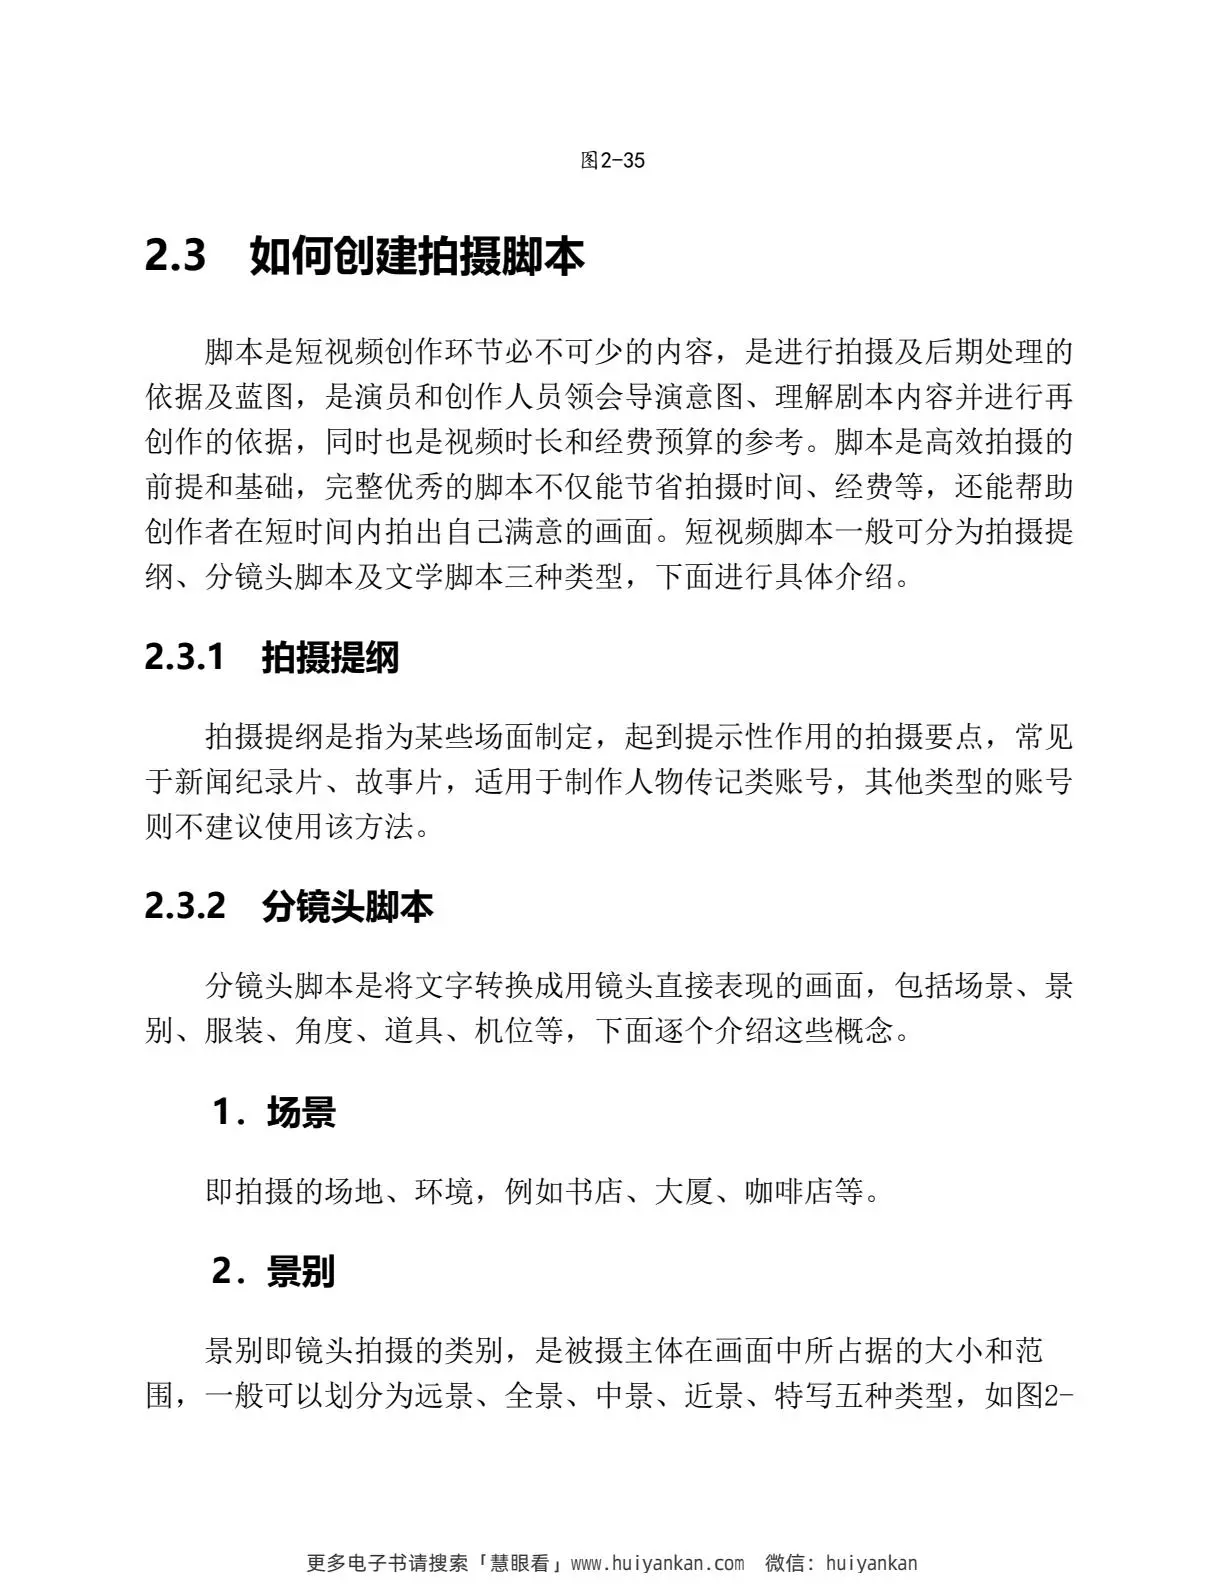 图2-35
2.3 如何创建拍摄脚本
脚本是短视频创作环节必不可少的内容，是进行拍摄及后期处理的
依据及蓝图，是演员和创作人员领会导演意图、理解剧本内容并进行再
创作的依据，同时也是视频时长和经费预算的参考。脚本是高效拍摄的
前提和基础，完整优秀的脚本不仅能节省拍摄时间、经费等，还能帮助
创作者在短时间内拍出自己满意的画面。短视频脚本一般可分为拍摄提
纲、分镜头脚本及文学脚本三种类型，下面进行具体介绍。
2.3.1 拍摄提纲
拍摄提纲是指为某些场面制定，起到提示性作用的拍摄要点，常见
于新闻纪录片、故事片，适用于制作人物传记类账号，其他类型的账号
则不建议使用该方法。
2.3.2 分镜头脚本
分镜头脚本是将文字转换成用镜头直接表现的画面，包括场景、景
别、服装、角度、道具、机位等，下面逐个介绍这些概念。
1. 场景
即拍摄的场地、环境，例如书店、大厦、咖啡店等。
2. 景别
景别即镜头拍摄的类别，是被摄主体在画面中所占据的大小和范
围，一般可以划分为远景、全景、中景、近景、特写五种类型，如图2-
更多电子书请搜索「慧眼看」www.huiyankan.com 微信：huiyankan